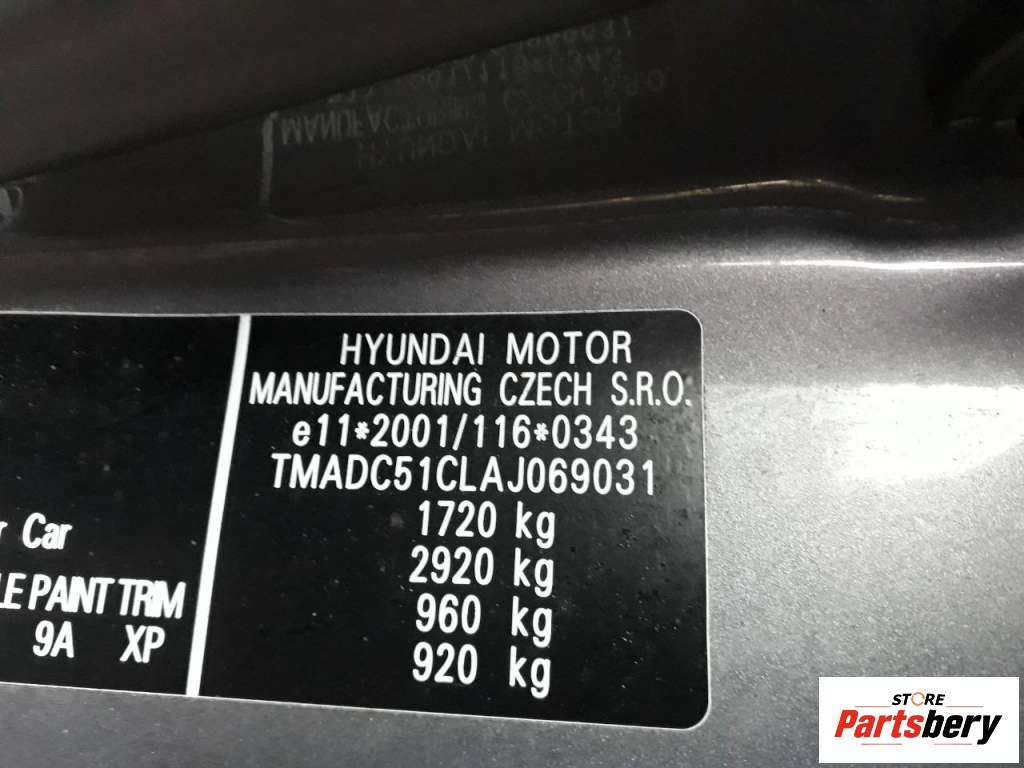 HYUNDAI MOTOR
MANUFACTURING CZECH S.R.O.
e11*2001/116*0343
TMADC51CLAJ069031
1720 kg
2920 kg
960 kg
920 kg
Car
PAINT TRIM
9A XP
STORE
Partsbery